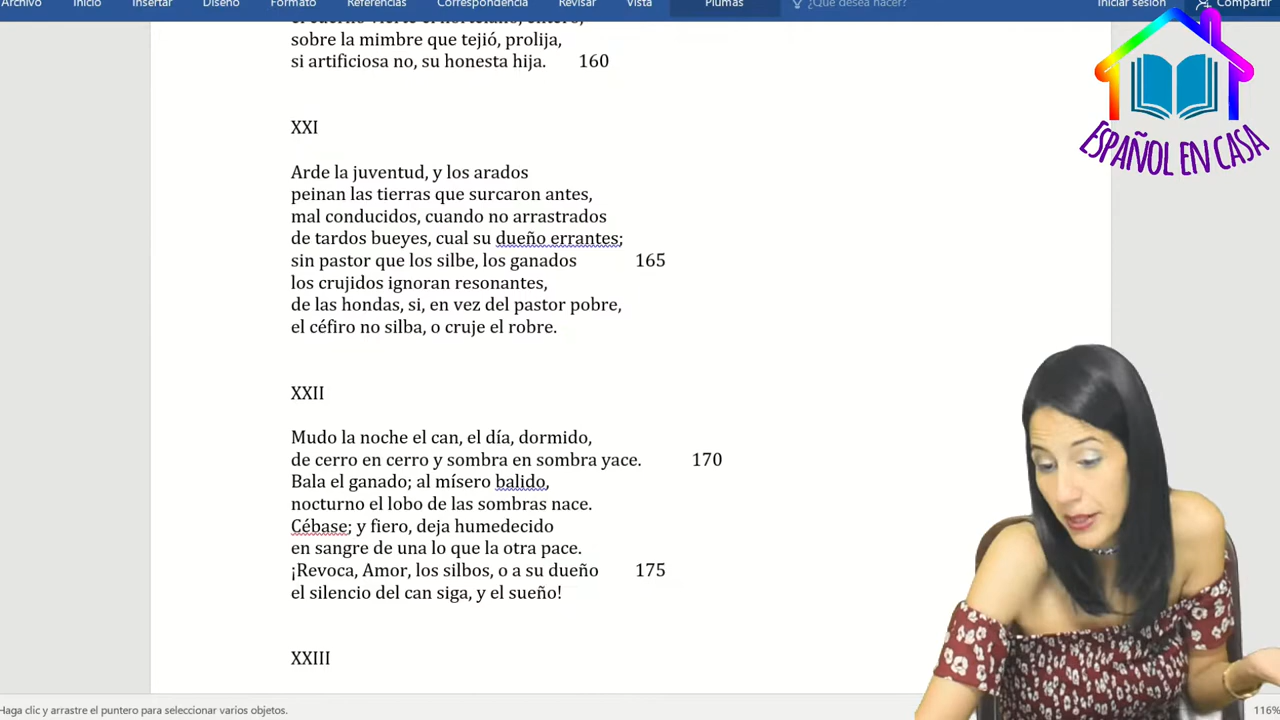 Archivo Inicio Insertar Diseño Formato Referencias Correspondencia Revisar Vista Plumas ¿Qué desea hacer? Iniciar sesión Compartir
el cuerno vierte el hortelano, entero,
sobre la mimbre que tejió, prolija,
si artificiosa no, su honesta hija. 160
ESPAÑOL EN CASA
XXI
Arde la juventud, y los arados
peinan las tierras que surcaron antes,
mal conducidos, cuando no arrastrados
de tardos bueyes, cual su dueño errantes;
sin pastor que los silbe, los ganados 165
los crujidos ignoran resonantes,
de las hondas, si, en vez del pastor pobre,
el céfiro no silba, o cruje el robre.
XXII
Mudo la noche el can, el día, dormido,
de cerro en cerro y sombra en sombra yace. 170
Bala el ganado; al mísero balido,
nocturno el lobo de las sombras nace.
Cébase; y fiero, deja humedecido
en sangre de una lo que la otra pace.
¡Revoca, Amor, los silbos, o a su dueño 175
el silencio del can siga, y el sueño!
XXIII
Haga clic y arrastre el puntero para seleccionar varios objetos. 116%